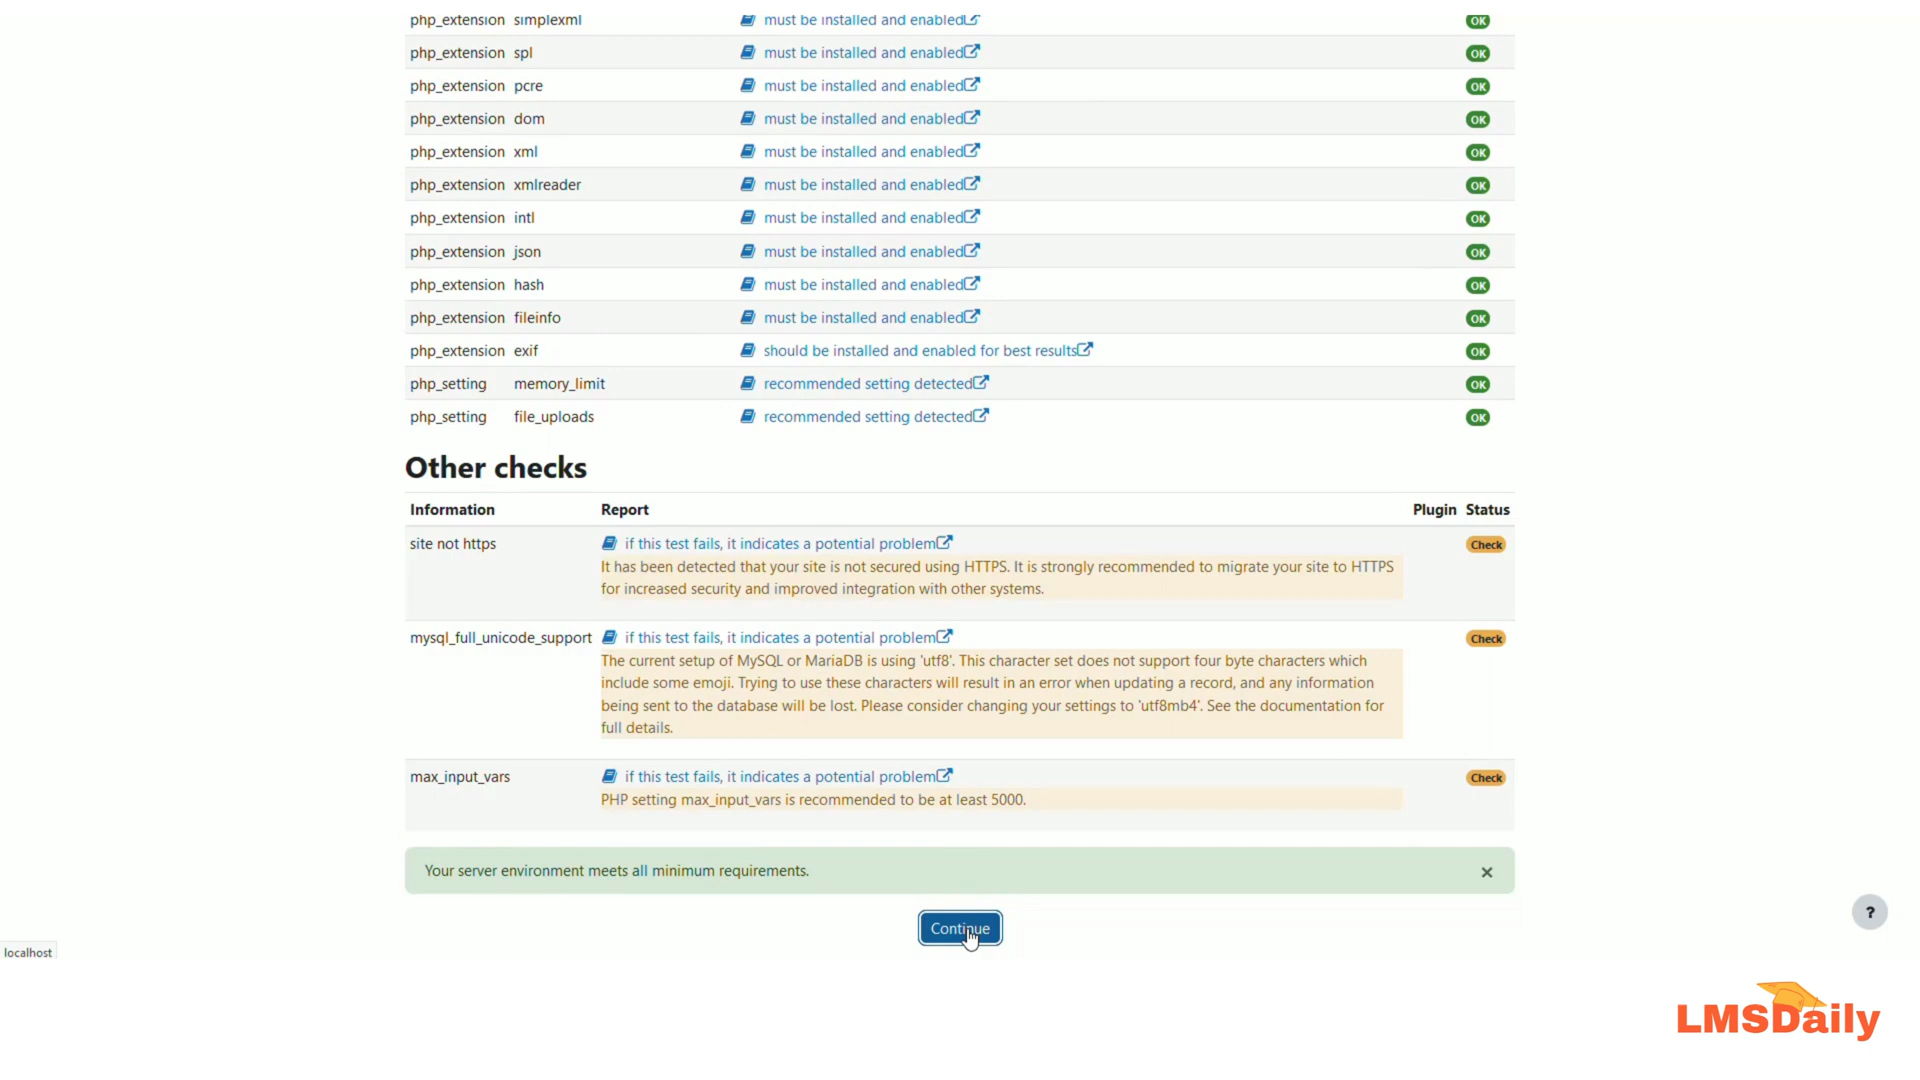 php_extension simplexml must be installed and enabled OK
php_extension spl must be installed and enabled OK
php_extension pcre must be installed and enabled OK
php_extension dom must be installed and enabled OK
php_extension xml must be installed and enabled OK
php_extension xmlreader must be installed and enabled OK
php_extension intl must be installed and enabled OK
php_extension json must be installed and enabled OK
php_extension hash must be installed and enabled OK
php_extension fileinfo must be installed and enabled OK
php_extension exif should be installed and enabled for best results OK
php_setting memory_limit recommended setting detected OK
php_setting file_uploads recommended setting detected OK
Other checks
Information Report Plugin Status
site not https if this test fails, it indicates a potential problem Check
It has been detected that your site is not secured using HTTPS. It is strongly recommended to migrate your site to HTTPS
for increased security and improved integration with other systems.
mysql_full_unicode_support if this test fails, it indicates a potential problem Check
The current setup of MySQL or MariaDB is using 'utf8'. This character set does not support four byte characters which
include some emoji. Trying to use these characters will result in an error when updating a record, and any information
being sent to the database will be lost. Please consider changing your settings to 'utf8mb4'. See the documentation for
full details.
max_input_vars if this test fails, it indicates a potential problem Check
PHP setting max_input_vars is recommended to be at least 5000.
Your server environment meets all minimum requirements. ×
?
Continue
localhost
LMSDaily